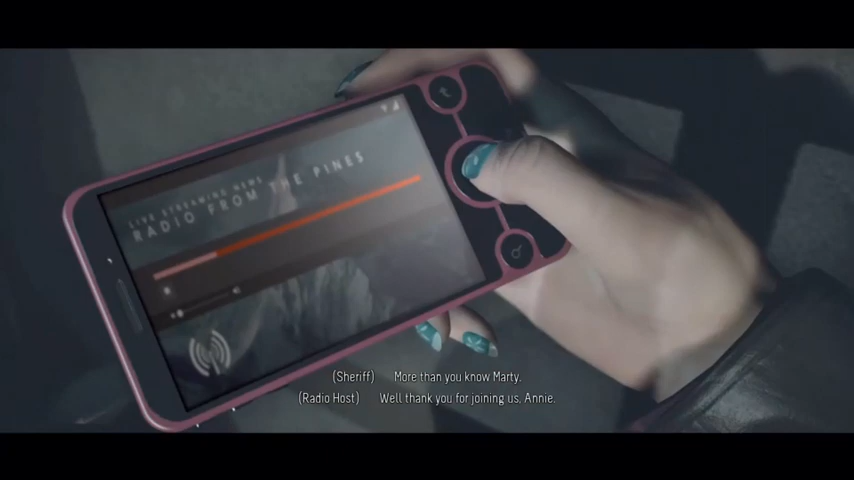 LIVE STREAMING NEWS
RADIO FROM THE PINES
(Sheriff) More than you know Marty.
(Radio Host) Well thank you for joining us, Annie.